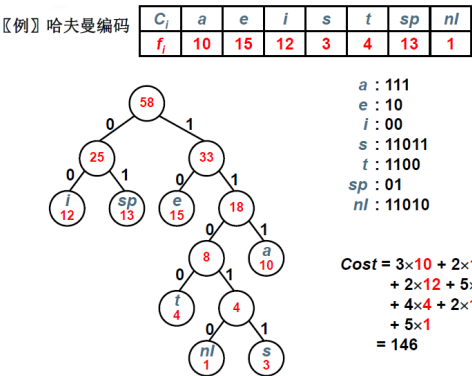 〖例〗哈夫曼编码
Ci a e i s t sp nl
fi 10 15 12 3 4 13 1
58
0 1
25 33
0 1 0 1
i 12
sp 13
e 15
18
0 1
8
a 10
0 1
t 4
4
0 1
nl 1
s 3
a : 111
e : 10
i : 00
s : 11011
t : 1100
sp : 01
nl : 11010
Cost = 3×10 + 2×
+ 2×12 + 5×
+ 4×4 + 2×
+ 5×1
= 146